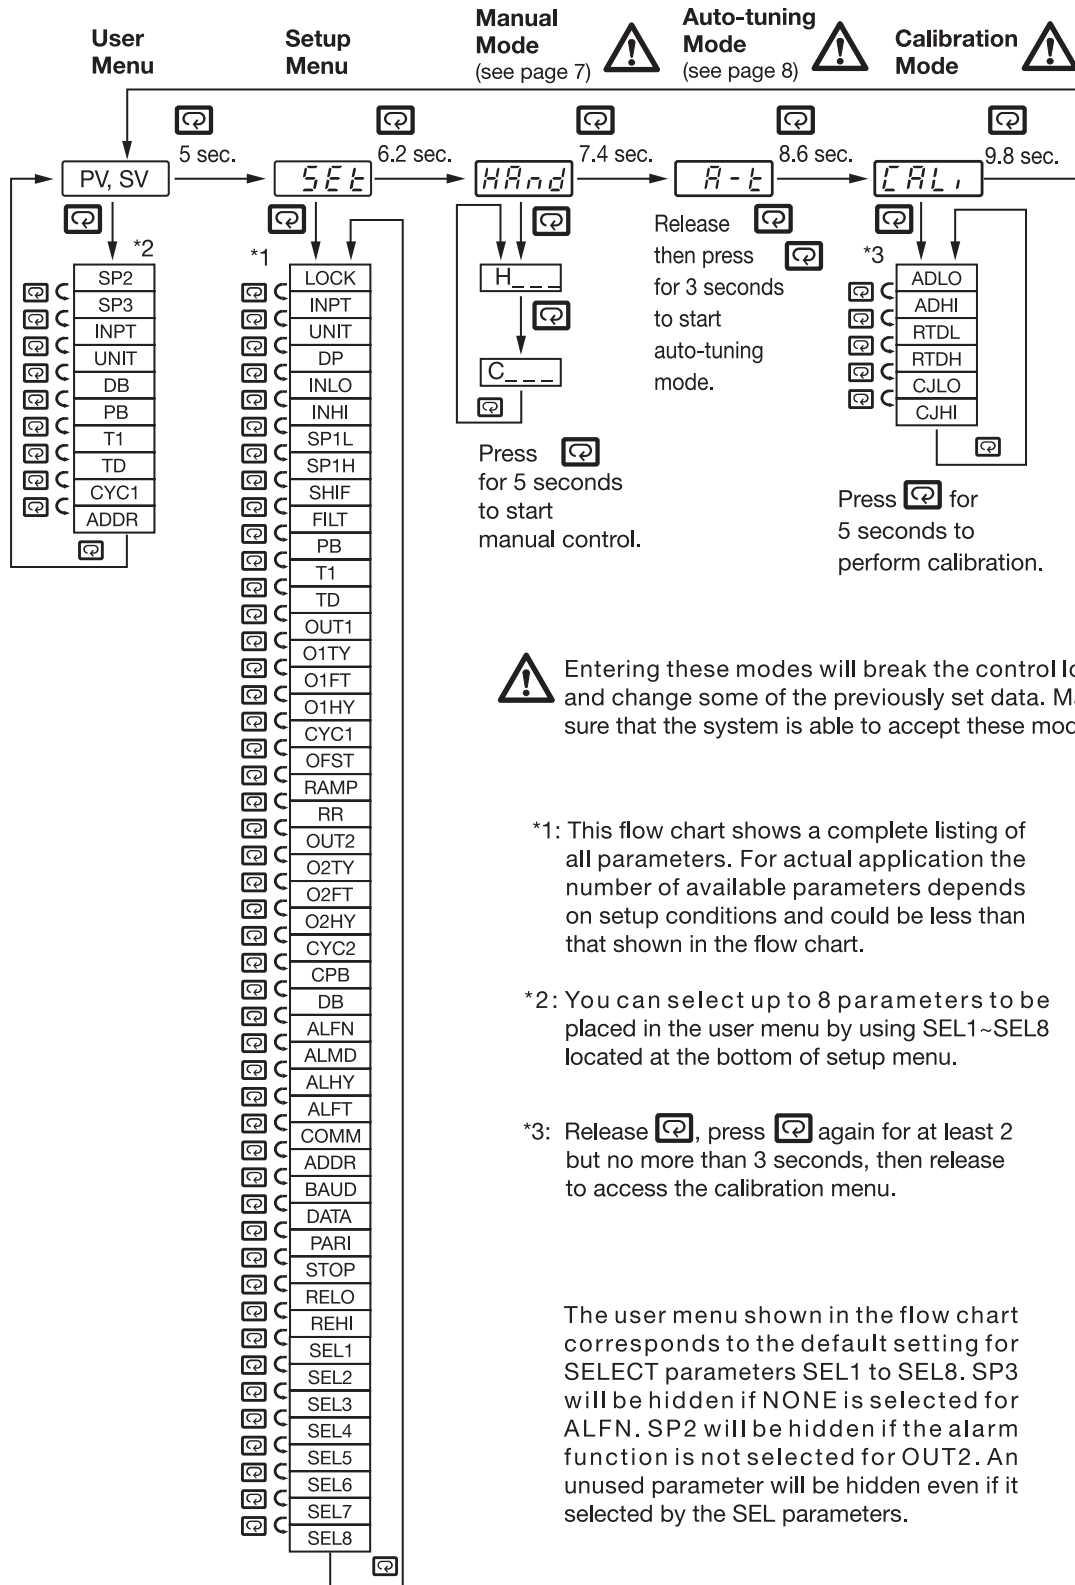 User
Menu
Setup
Menu
Manual
Mode
(see page 7)
Auto-tuning
Mode
(see page 8)
Calibration
Mode
5 sec.
6.2 sec.
7.4 sec.
8.6 sec.
9.8 sec.
PV, SV
SEt
HAnd
A-t
CALi
*2
SP2
SP3
INPT
UNIT
DB
PB
T1
TD
CYC1
ADDR
*1
LOCK
INPT
UNIT
DP
INLO
INHI
SP1L
SP1H
SHIF
FILT
PB
T1
TD
OUT1
O1TY
O1FT
O1HY
CYC1
OFST
RAMP
RR
OUT2
O2TY
O2FT
O2HY
CYC2
CPB
DB
ALFN
ALMD
ALHY
ALFT
COMM
ADDR
BAUD
DATA
PARI
STOP
RELO
REHI
SEL1
SEL2
SEL3
SEL4
SEL5
SEL6
SEL7
SEL8
H_ _ _
C_ _ _
Press
for 5 seconds
to start
manual control.
Release
then press
for 3 seconds
to start
auto-tuning
mode.
*3
ADLO
ADHI
RTDL
RTDH
CJLO
CJHI
Press for
5 seconds to
perform calibration.
Entering these modes will break the control lo
and change some of the previously set data. Ma
sure that the system is able to accept these mod
*1: This flow chart shows a complete listing of
all parameters. For actual application the
number of available parameters depends
on setup conditions and could be less than
that shown in the flow chart.
*2: You can select up to 8 parameters to be
placed in the user menu by using SEL1~SEL8
located at the bottom of setup menu.
*3: Release , press again for at least 2
but no more than 3 seconds, then release
to access the calibration menu.
The user menu shown in the flow chart
corresponds to the default setting for
SELECT parameters SEL1 to SEL8. SP3
will be hidden if NONE is selected for
ALFN. SP2 will be hidden if the alarm
function is not selected for OUT2. An
unused parameter will be hidden even if it
selected by the SEL parameters.